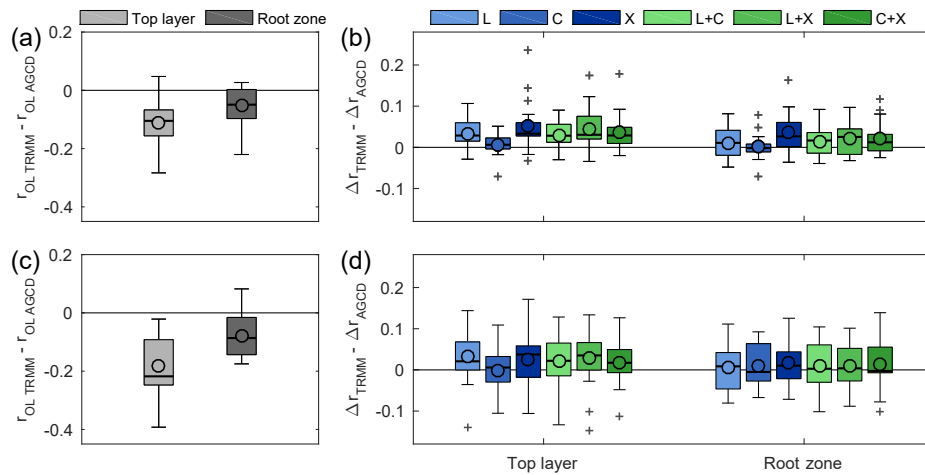 Top layer Root zone
L C X L+C L+X C+X
(a)
0.2
0
-0.2
-0.4
r OL TRMM - r OL AGCD
(b)
0.2
0.1
0
-0.1
Δr TRMM - Δr AGCD
(c)
0.2
0
-0.2
-0.4
r OL TRMM - r OL AGCD
(d)
0.2
0.1
0
-0.1
Δr TRMM - Δr AGCD
Top layer Root zone